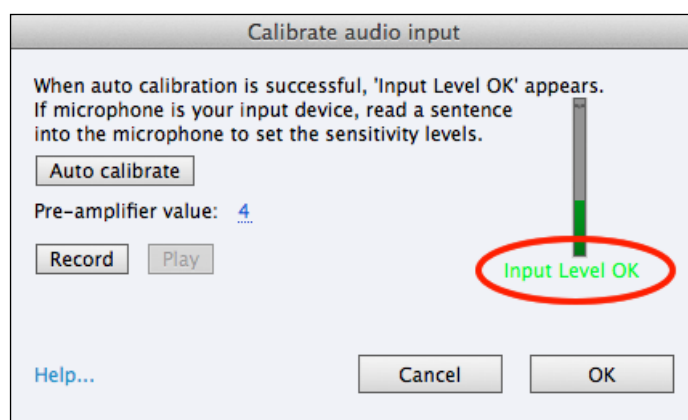 Calibrate audio input
When auto calibration is successful, 'Input Level OK' appears.
If microphone is your input device, read a sentence
into the microphone to set the sensitivity levels.
Auto calibrate
Pre-amplifier value: 4
Record Play
Input Level OK
Help... Cancel OK